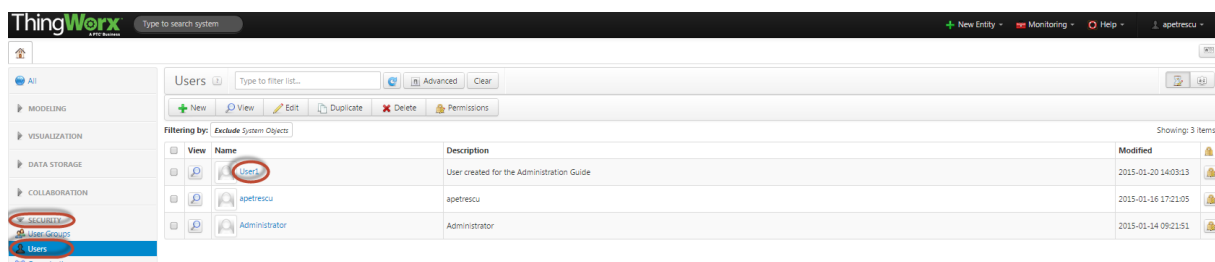 ThingWorx Type to search system New Entity Monitoring Help apetrescu
A PTC Business
All
MODELING
VISUALIZATION
DATA STORAGE
COLLABORATION
SECURITY
User Groups
Users
Users Type to filter list... Advanced Clear
New View Edit Duplicate Delete Permissions
Filtering by: Exclude System Objects Showing: 3 items
View Name Description Modified
User1 User created for the Administration Guide 2015-01-20 14:03:13
apetrescu apetrescu 2015-01-16 17:21:05
Administrator Administrator 2015-01-14 09:21:51